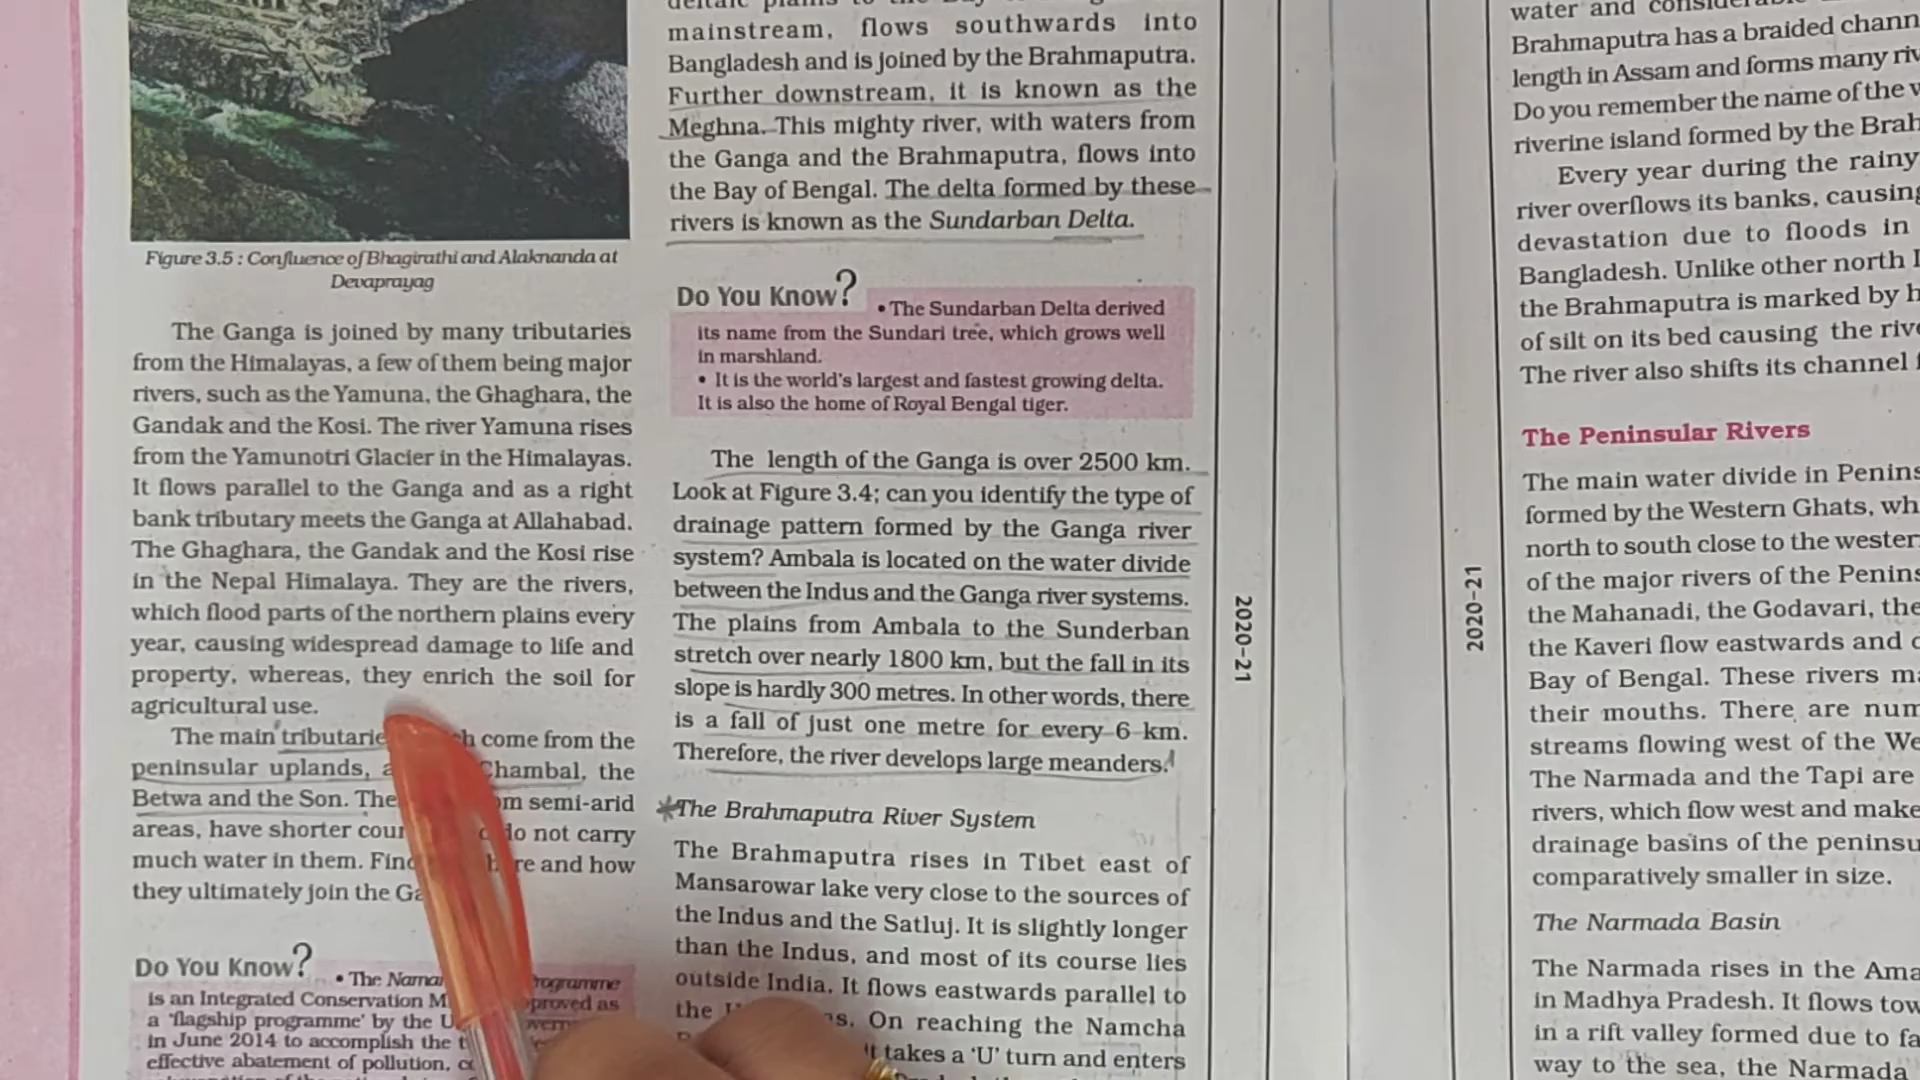 Figure 3.5 : Confluence of Bhagirathi and Alaknanda at
Devaprayag
The Ganga is joined by many tributaries
from the Himalayas, a few of them being major
rivers, such as the Yamuna, the Ghaghara, the
Gandak and the Kosi. The river Yamuna rises
from the Yamunotri Glacier in the Himalayas.
It flows parallel to the Ganga and as a right
bank tributary meets the Ganga at Allahabad.
The Ghaghara, the Gandak and the Kosi rise
in the Nepal Himalaya. They are the rivers,
which flood parts of the northern plains every
year, causing widespread damage to life and
property, whereas, they enrich the soil for
agricultural use.
The main come from the
peninsular uplands, Chambal, the
Betwa and the Son. semi-arid
areas, have shorter do not carry
much water in them. and how
they ultimately join the
Do You Know?
• The
is an Integrated Conservation
a 'flagship programme' by the
in June 2014 to accomplish the
effective abatement of pollution,
mainstream, flows southwards into
Bangladesh and is joined by the Brahmaputra.
Further downstream, it is known as the
Meghna. This mighty river, with waters from
the Ganga and the Brahmaputra, flows into
the Bay of Bengal. The delta formed by these
rivers is known as the Sundarban Delta.
Do You Know?
• The Sundarban Delta derived
its name from the Sundari tree, which grows well
in marshland.
• It is the world's largest and fastest growing delta.
It is also the home of Royal Bengal tiger.
The length of the Ganga is over 2500 km.
Look at Figure 3.4; can you identify the type of
drainage pattern formed by the Ganga river
system? Ambala is located on the water divide
between the Indus and the Ganga river systems.
The plains from Ambala to the Sunderban
stretch over nearly 1800 km, but the fall in its
slope is hardly 300 metres. In other words, there
is a fall of just one metre for every 6 km.
Therefore, the river develops large meanders.
The Brahmaputra River System
The Brahmaputra rises in Tibet east of
Mansarowar lake very close to the sources of
the Indus and the Satluj. It is slightly longer
than the Indus, and most of its course lies
outside India. It flows eastwards parallel to
the On reaching the Namcha
takes a 'U' turn and enters
2020-21
2020-21
water and
Brahmaputra has a braided
length in Assam and forms many
Do you remember the name of the
riverine island formed by the
Every year during the rainy
river overflows its banks, causing
devastation due to floods in
Bangladesh. Unlike other north
the Brahmaputra is marked by
of silt on its bed causing the
The river also shifts its channel
The Peninsular Rivers
The main water divide in
formed by the Western Ghats,
north to south close to the
of the major rivers of the
the Mahanadi, the Godavari, the
the Kaveri flow eastwards and
Bay of Bengal. These rivers
their mouths. There are
streams flowing west of the
The Narmada and the Tapi are
rivers, which flow west and make
drainage basins of the
comparatively smaller in size.
The Narmada Basin
The Narmada rises in the
in Madhya Pradesh. It flows
in a rift valley formed due to
way to the sea, the Narmada